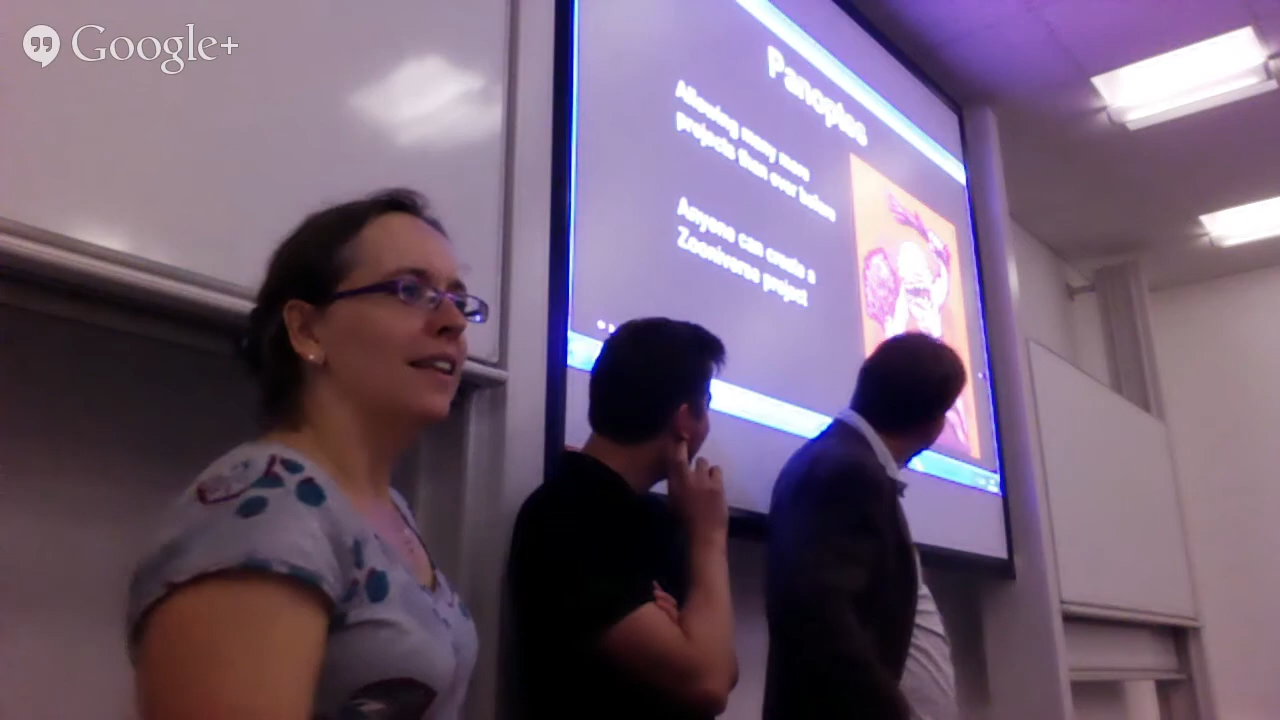 Google+
Panoptes
Allowing many more
projects than ever before
Anyone can create a
Zooniverse project